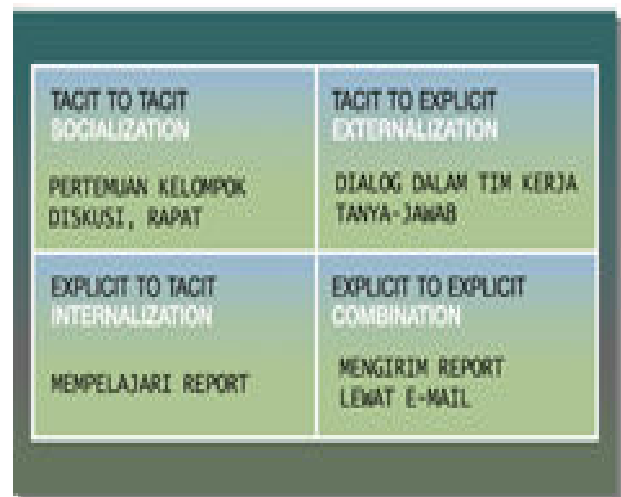 TACIT TO TACIT
SOCIALIZATION
PERTEMUAN KELOMPOK
DISKUSI, RAPAT
TACIT TO EXPLICIT
EXTERNALIZATION
DIALOG DALAM TIM KERJA
TANYA-JAWAB
EXPLICIT TO TACIT
INTERNALIZATION
MEMPELAJARI REPORT
EXPLICIT TO EXPLICIT
COMBINATION
MENGIRIM REPORT
LEWAT E-MAIL